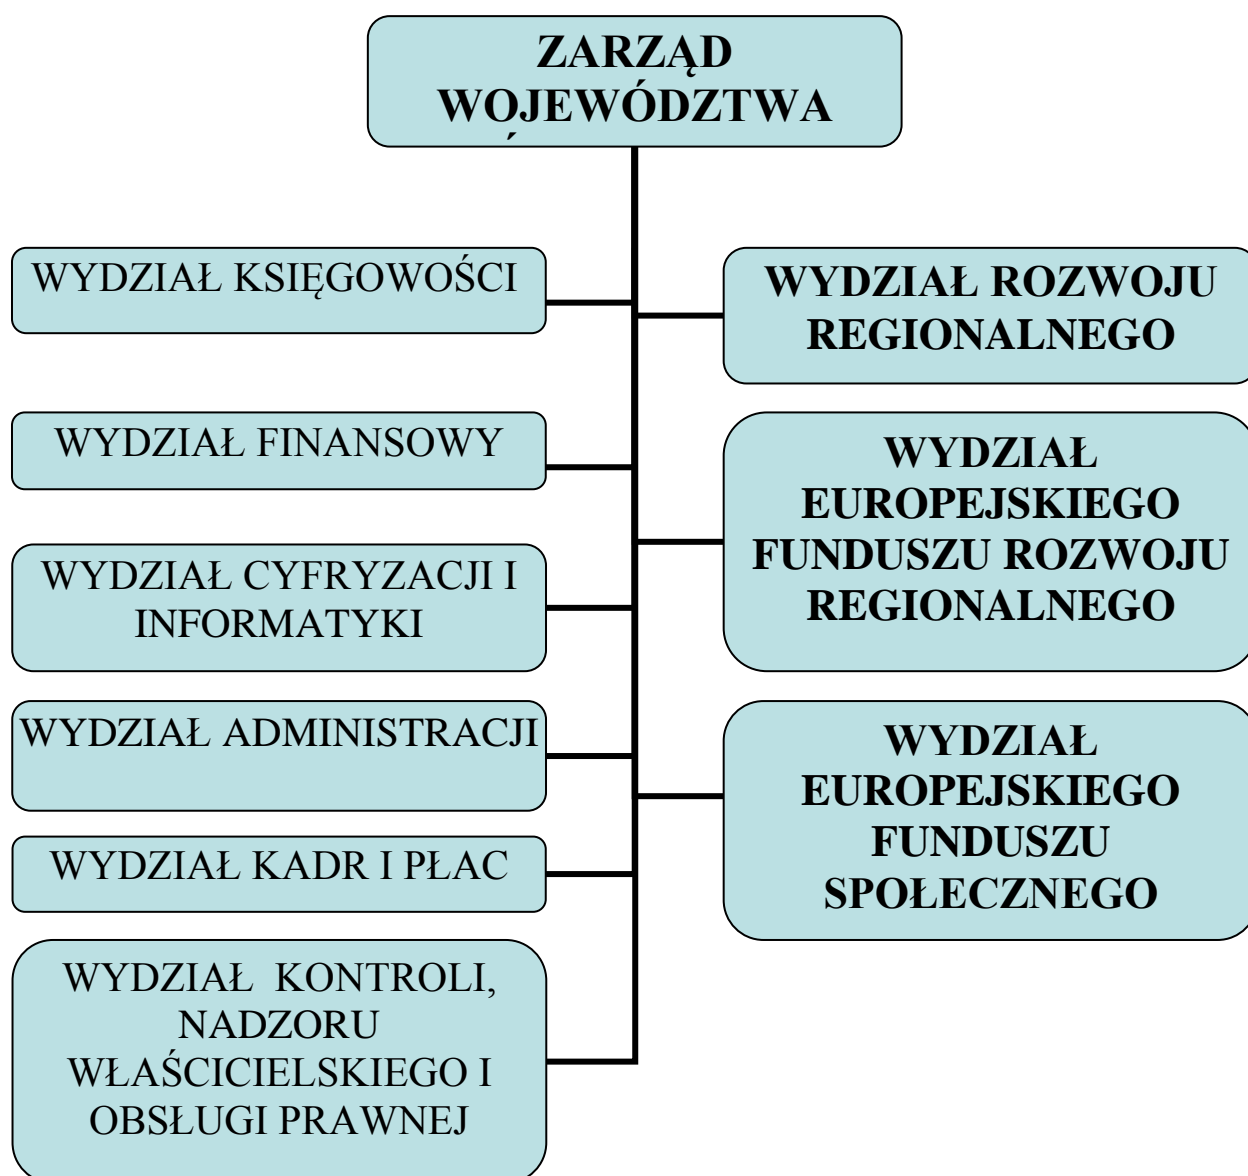 ZARZĄD
WOJEWÓDZTWA
WYDZIAŁ KSIĘGOWOŚCI
WYDZIAŁ FINANSOWY
WYDZIAŁ CYFRYZACJI I
INFORMATYKI
WYDZIAŁ ADMINISTRACJI
WYDZIAŁ KADR I PŁAC
WYDZIAŁ KONTROLI,
NADZORU
WŁAŚCICIELSKIEGO I
OBSŁUGI PRAWNEJ
WYDZIAŁ ROZWOJU
REGIONALNEGO
WYDZIAŁ
EUROPEJSKIEGO
FUNDUSZU ROZWOJU
REGIONALNEGO
WYDZIAŁ
EUROPEJSKIEGO
FUNDUSZU
SPOŁECZNEGO